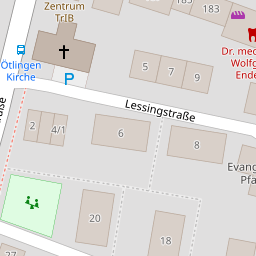 Zentrum
TrIB
183
Dr. med
Wolfg
Ende
Ötlingen
Kirche
P
5
7
9
Lessingstraße
2
4/1
6
8
Evang
Pfa
20
18
27